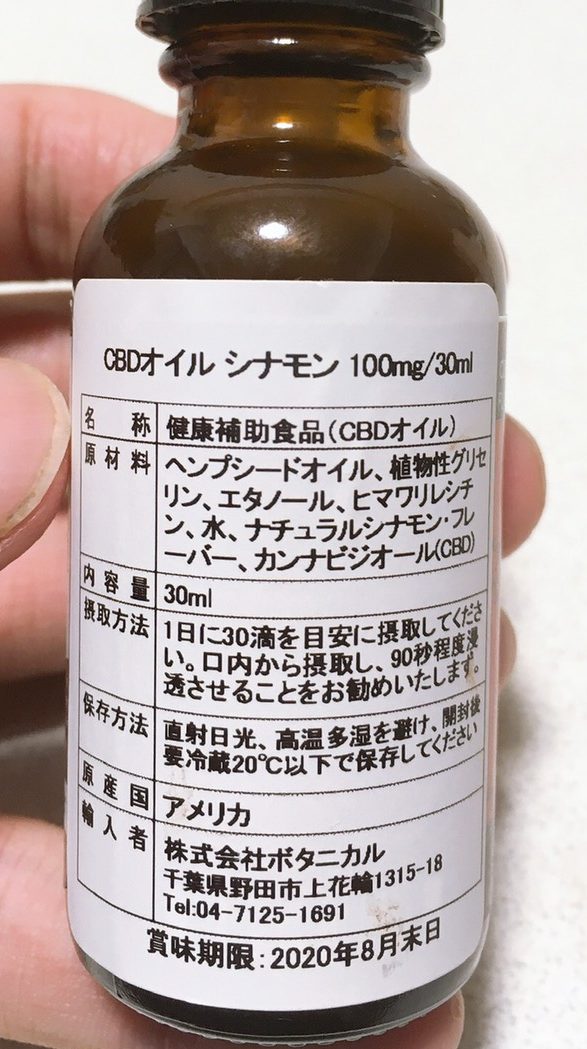 CBDオイル シナモン 100mg/30ml
名称 健康補助食品(CBDオイル)
原材料 ヘンプシードオイル、植物性グリセ
リン、エタノール、ヒマワリレシチ
ン、水、ナチュラルシナモン・フレ
ーバー、カンナビジオール(CBD)
内容量 30ml
摂取方法 1日に30滴を目安に摂取してくださ
い。口内から摂取し、90秒程度浸
透させることをお勧めいたします。
保存方法 直射日光、高温多湿を避け、開封後
要冷蔵20℃以下で保存してください
原産国 アメリカ
輸入者 株式会社ボタニカル
千葉県野田市上花輪1315-18
Tel:04-7125-1691
賞味期限:2020年8月末日